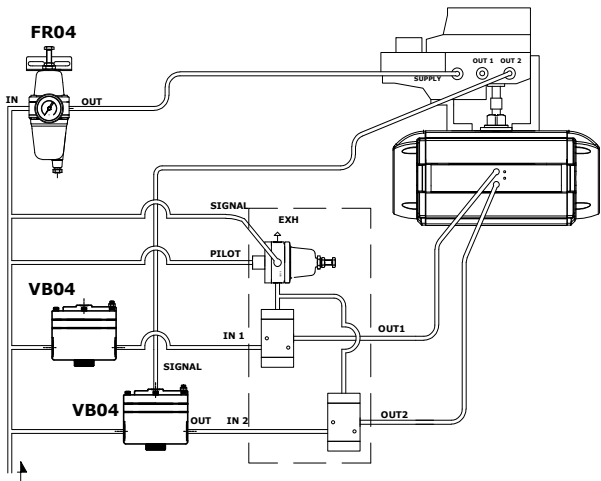 FR04
IN
OUT
SUPPLY
OUT 1
OUT 2
SIGNAL
EXH
PILOT
VB04
IN 1
OUT1
SIGNAL
VB04
OUT
IN 2
OUT2